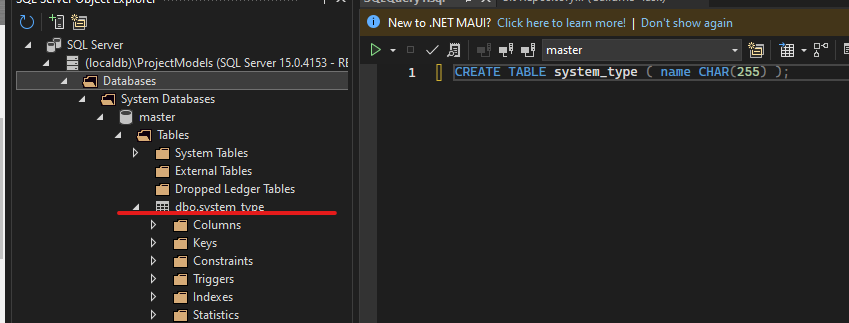 SQL Server Object Explorer
SQL Server
(localdb)\ProjectModels (SQL Server 15.0.4153 - RE
Databases
System Databases
master
Tables
System Tables
External Tables
Dropped Ledger Tables
dbo.system_type
Columns
Keys
Constraints
Triggers
Indexes
Statistics
New to .NET MAUI? Click here to learn more! | Don't show again
master
1 CREATE TABLE system_type ( name CHAR(255) );